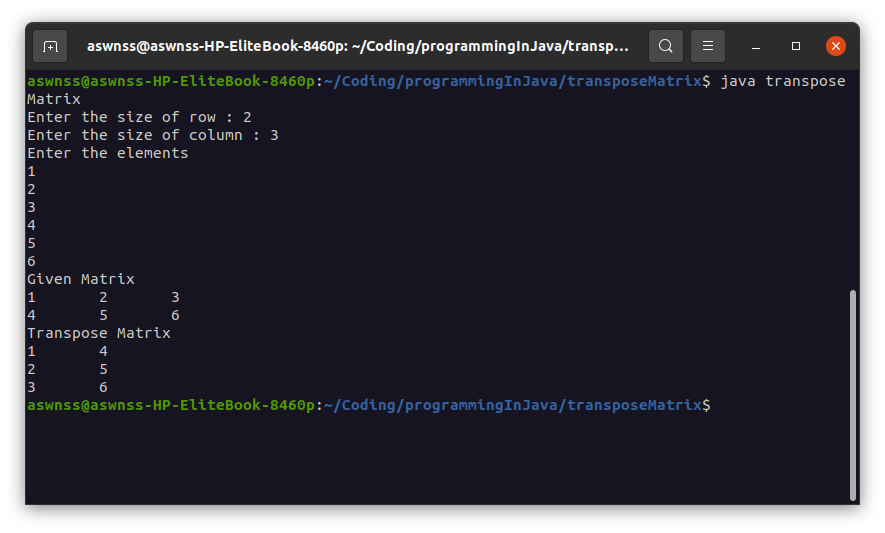 aswnss@aswnss-HP-EliteBook-8460p: ~/Coding/programmingInJava/transp...
aswnss@aswnss-HP-EliteBook-8460p:~/Coding/programmingInJava/transposeMatrix$ java transpose
Matrix
Enter the size of row : 2
Enter the size of column : 3
Enter the elements
1
2
3
4
5
6
Given Matrix
1       2       3
4       5       6
Transpose Matrix
1       4
2       5
3       6
aswnss@aswnss-HP-EliteBook-8460p:~/Coding/programmingInJava/transposeMatrix$